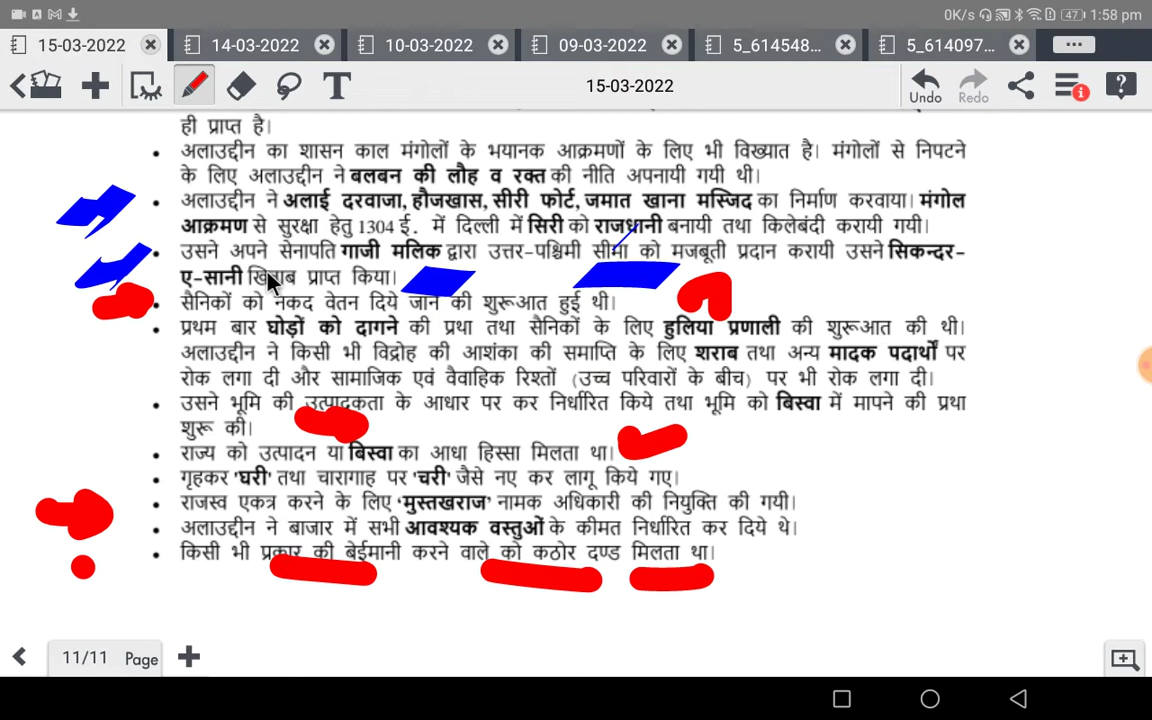 0K/s 47 1:58 pm
15-03-2022 14-03-2022 10-03-2022 09-03-2022 5_614548... 5_614097... ...
T 15-03-2022 Undo Redo
ही प्राप्त है।
• अलाउद्दीन का शासन काल मंगोलों के भयानक आक्रमणों के लिए भी विख्यात है। मंगोलों से निपटने
के लिए अलाउद्दीन ने बलबन की लौह व रक्त की नीति अपनायी गयी थी।
• अलाउद्दीन ने अलाई दरवाजा, हौजखास, सीरी फोर्ट, जमात खाना मस्जिद का निर्माण करवाया। मंगोल
आक्रमण से सुरक्षा हेतु 1304 ई. में दिल्ली में सिरी को राजधानी बनायी तथा किलेबंदी करायी गयी।
• उसने अपने सेनापति गाजी मलिक द्वारा उत्तर-पश्चिमी सीमा को मजबूती प्रदान करायी उसने सिकन्दर-
ए-सानी खिताब प्राप्त किया।
• सैनिकों को नकद वेतन दिये जाने की शुरूआत हुई थी।
• प्रथम बार घोड़ों को दागने की प्रथा तथा सैनिकों के लिए हुलिया प्रणाली की शुरूआत की थी।
अलाउद्दीन ने किसी भी विद्रोह की आशंका की समाप्ति के लिए शराब तथा अन्य मादक पदार्थों पर
रोक लगा दी और सामाजिक एवं वैवाहिक रिश्तों (उच्च परिवारों के बीच) पर भी रोक लगा दी।
• उसने भूमि की उत्पादकता के आधार पर कर निर्धारित किये तथा भूमि को बिस्वा में मापने की प्रथा
शुरू की।
• राज्य को उत्पादन या बिस्वा का आधा हिस्सा मिलता था।
• गृहकर 'घरी' तथा चारागाह पर 'चरी' जैसे नए कर लागू किये गए।
• राजस्व एकत्र करने के लिए 'मुस्तखराज' नामक अधिकारी की नियुक्ति की गयी।
• अलाउद्दीन ने बाजार में सभी आवश्यक वस्तुओं के कीमत निर्धारित कर दिये थे।
• किसी भी प्रकार की बेईमानी करने वाले को कठोर दण्ड मिलता था।
11/11 Page